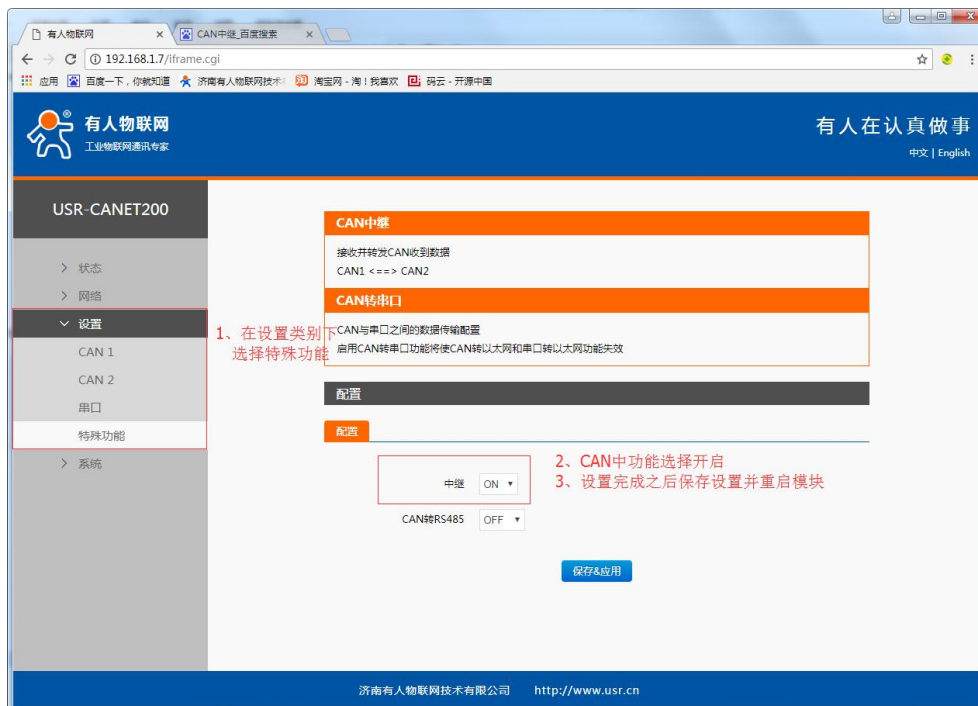 有人物联网
CAN中继_百度搜索
192.168.1.7/iframe.cgi
应用 百度一下，你就知道 济南有人物联网技术 淘宝网 - 淘！我喜欢 码云 - 开源中国
有人物联网
工业物联网通讯专家
有人在认真做事
中文 | English
USR-CANET200
状态
网络
设置
CAN 1
CAN 2
串口
特殊功能
系统
1、在设置类别下
选择特殊功能
CAN中继
接收并转发CAN收到数据
CAN1 <==> CAN2
CAN转串口
CAN与串口之间的数据传输配置
启用CAN转串口功能将使CAN转以太网和串口转以太网功能失效
配置
配置
中继 ON
2、CAN中功能选择开启
3、设置完成之后保存设置并重启模块
CAN转RS485 OFF
保存&应用
济南有人物联网技术有限公司 http://www.usr.cn